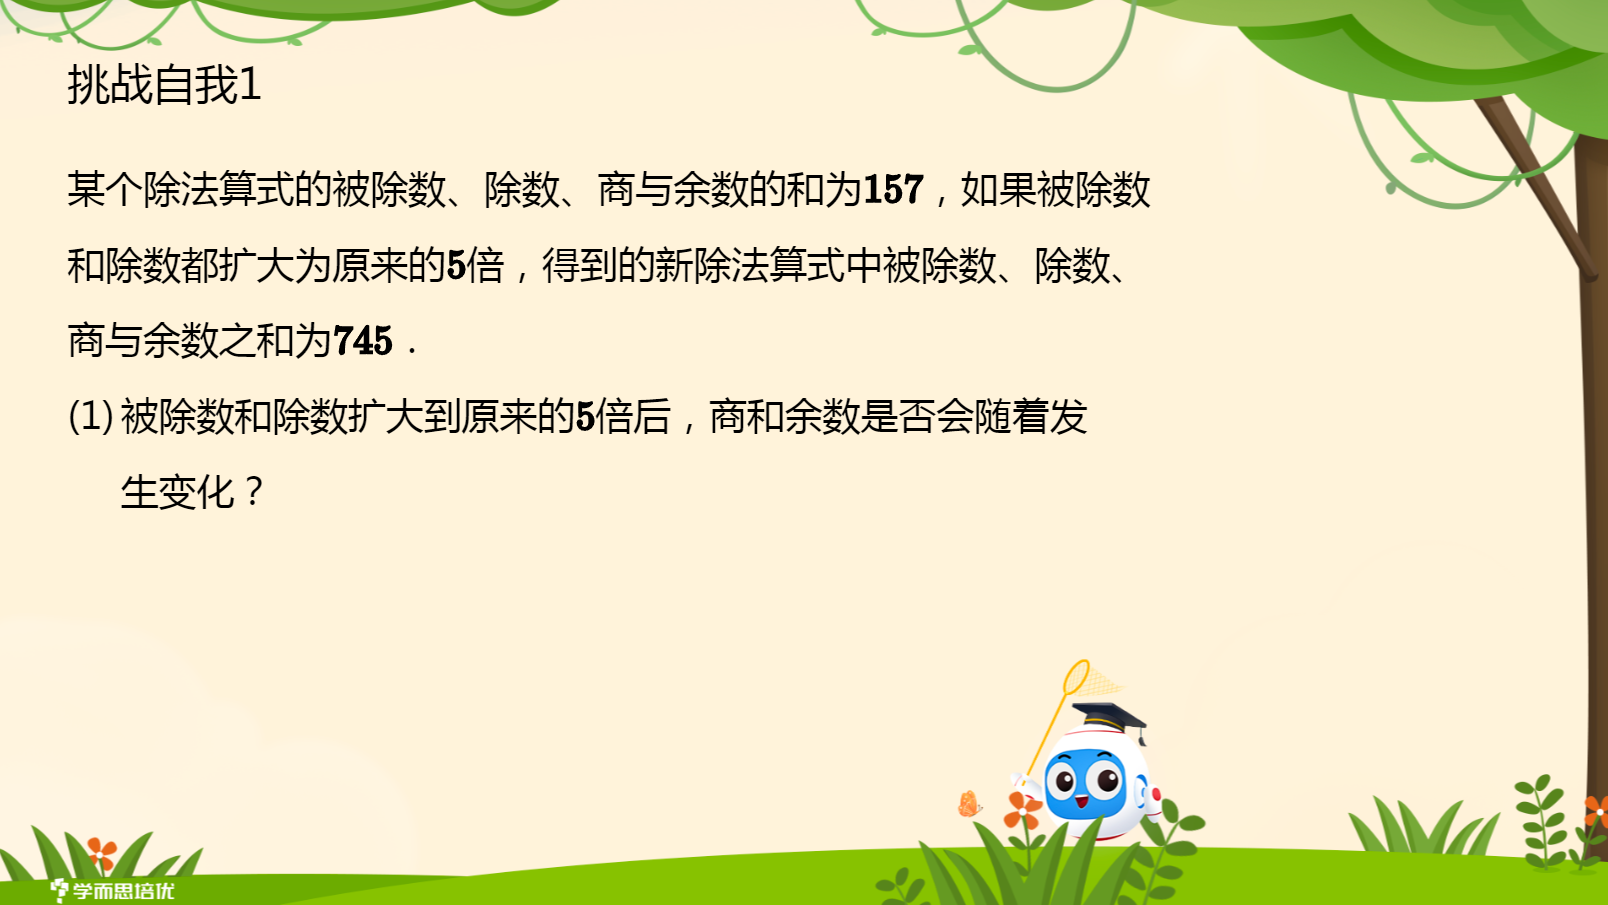 挑战自我1
某个除法算式的被除数、除数、商与余数的和为157，如果被除数
和除数都扩大为原来的5倍，得到的新除法算式中被除数、除数、
商与余数之和为745．
(1) 被除数和除数扩大到原来的5倍后，商和余数是否会随着发
生变化？
学而思培优